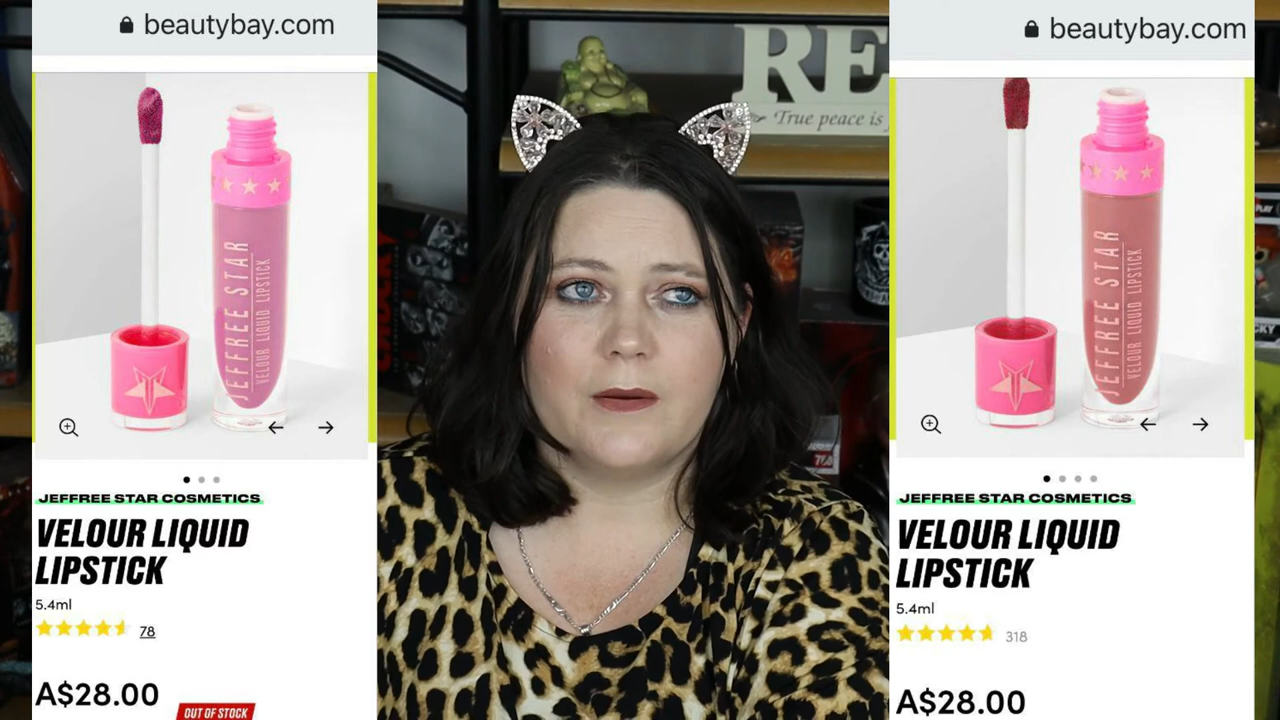 beautybay.com
JEFFREE STAR
VELOUR LIQUID LIPSTICK
JEFFREE STAR COSMETICS
VELOUR LIQUID
LIPSTICK
5.4ml
78
A$28.00
OUT OF STOCK
RE
True peace is
beautybay.com
JEFFREE STAR
VELOUR LIQUID LIPSTICK
JEFFREE STAR COSMETICS
VELOUR LIQUID
LIPSTICK
5.4ml
318
A$28.00